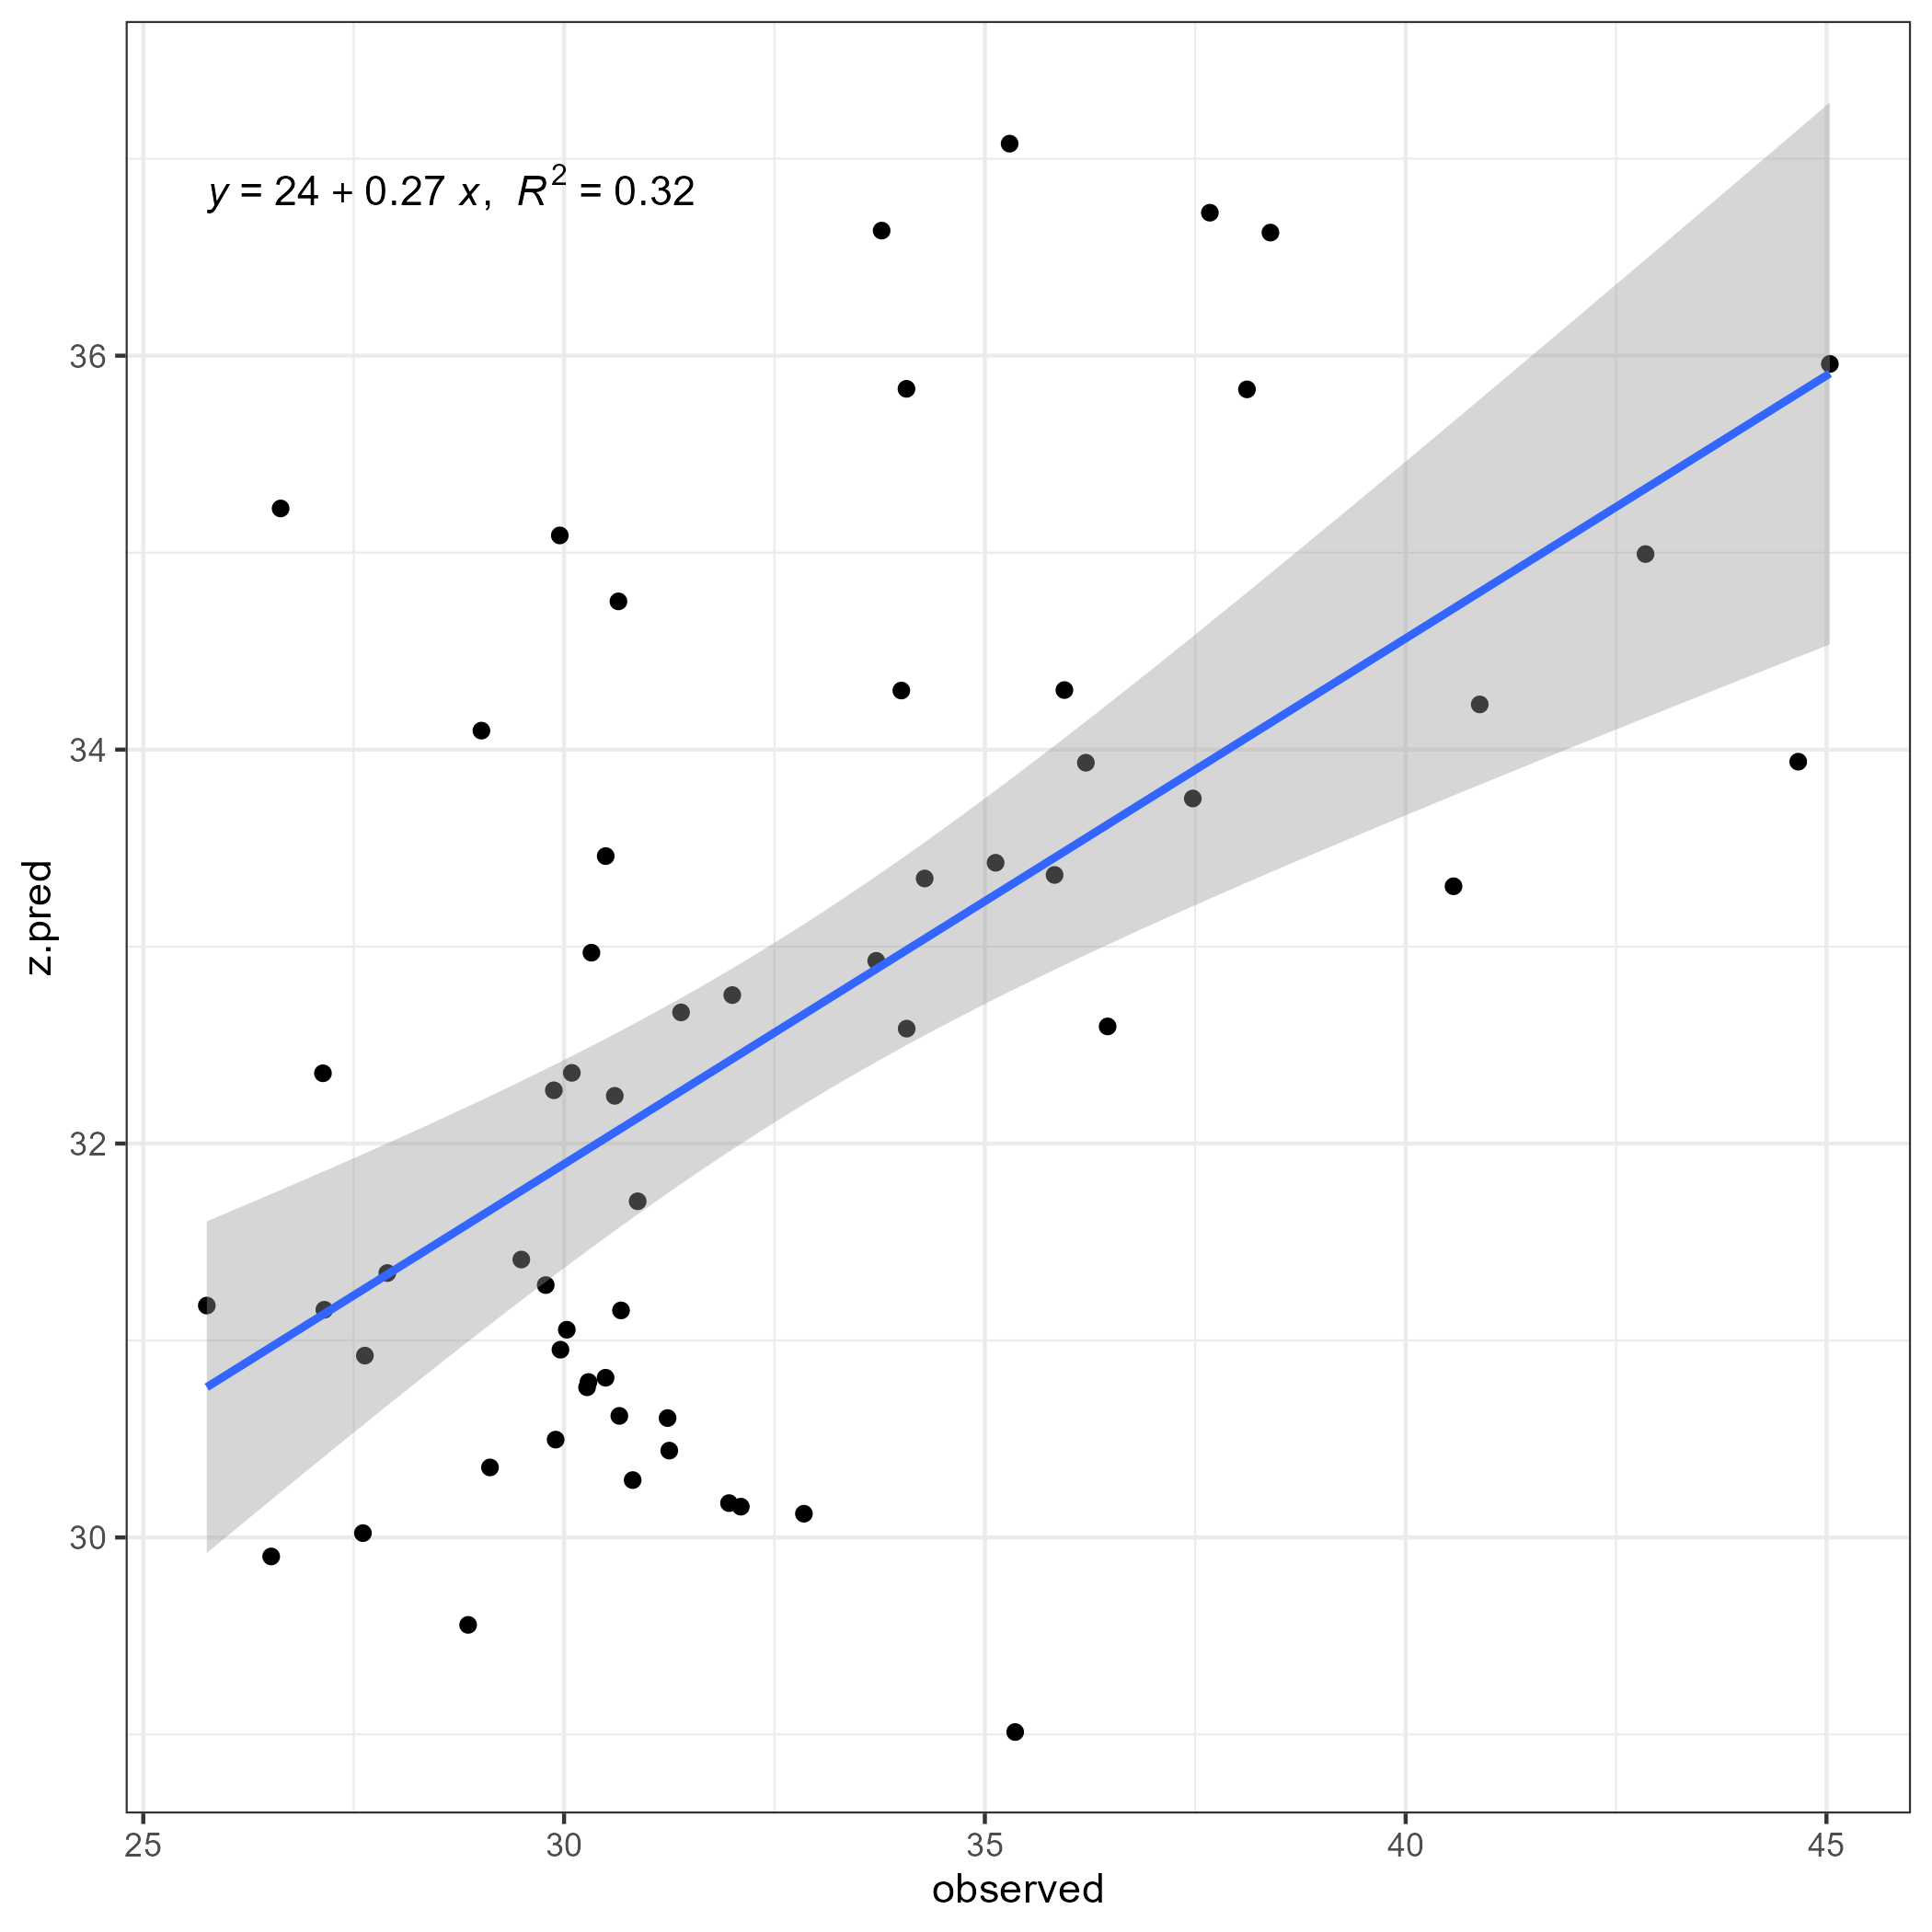 y = 24 + 0.27 x, R² = 0.32
36
34
32
30
z.pred
25 30 35 40 45
observed